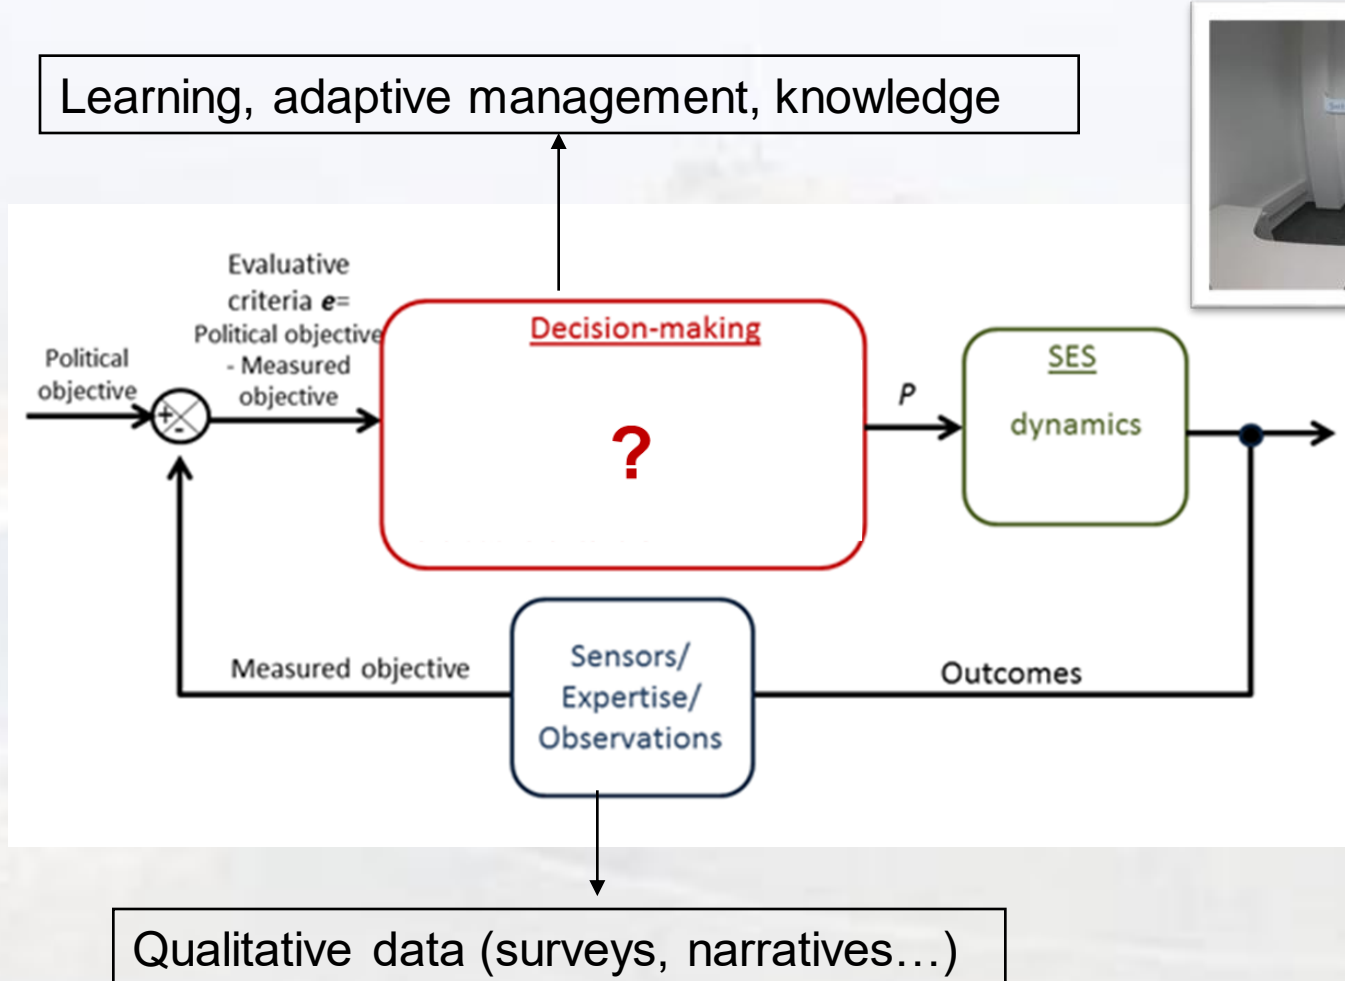 Learning, adaptive management, knowledge
Evaluative
criteria e=
Political objective
- Measured
objective
Political
objective
+
-
Decision-making
?
P
SES
dynamics
Measured objective
Sensors/
Expertise/
Observations
Outcomes
Qualitative data (surveys, narratives…)